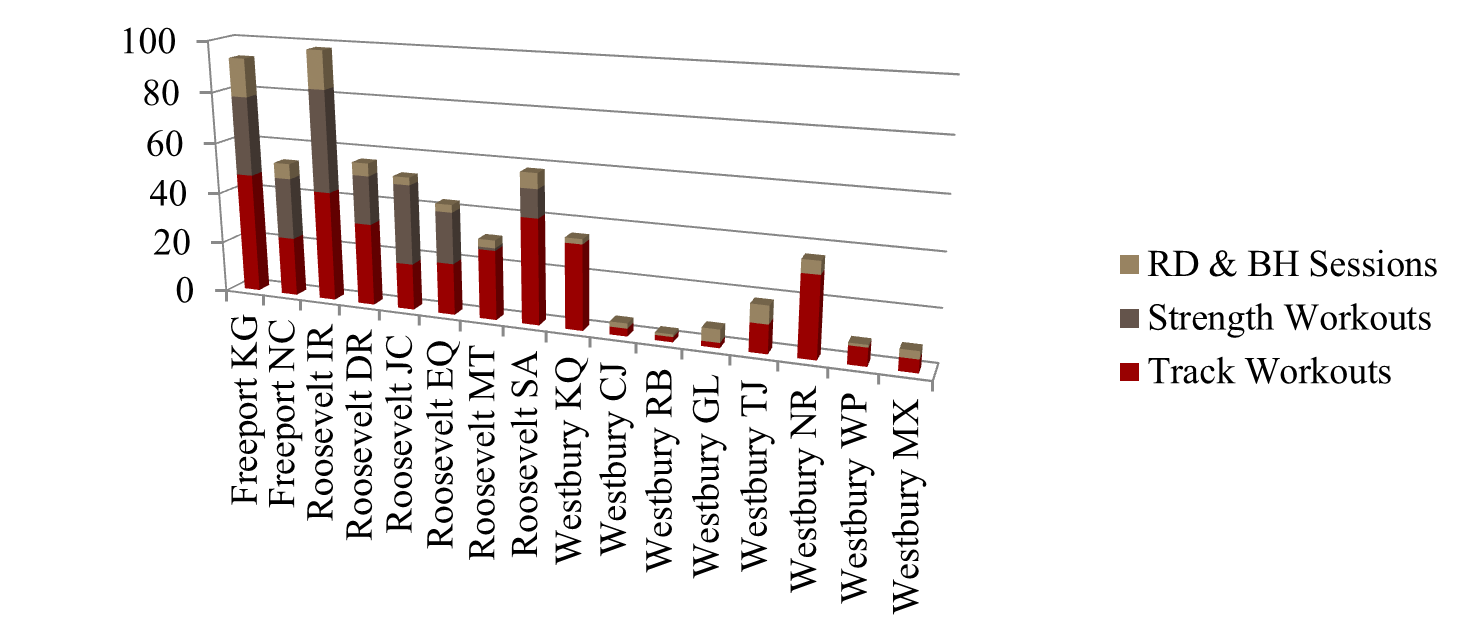 100
80
60
40
20
0
Freeport KG
Freeport NC
Roosevelt IR
Roosevelt DR
Roosevelt JC
Roosevelt EQ
Roosevelt MT
Roosevelt SA
Westbury KQ
Westbury CJ
Westbury RB
Westbury GL
Westbury TJ
Westbury NR
Westbury WP
Westbury MX
RD & BH Sessions
Strength Workouts
Track Workouts